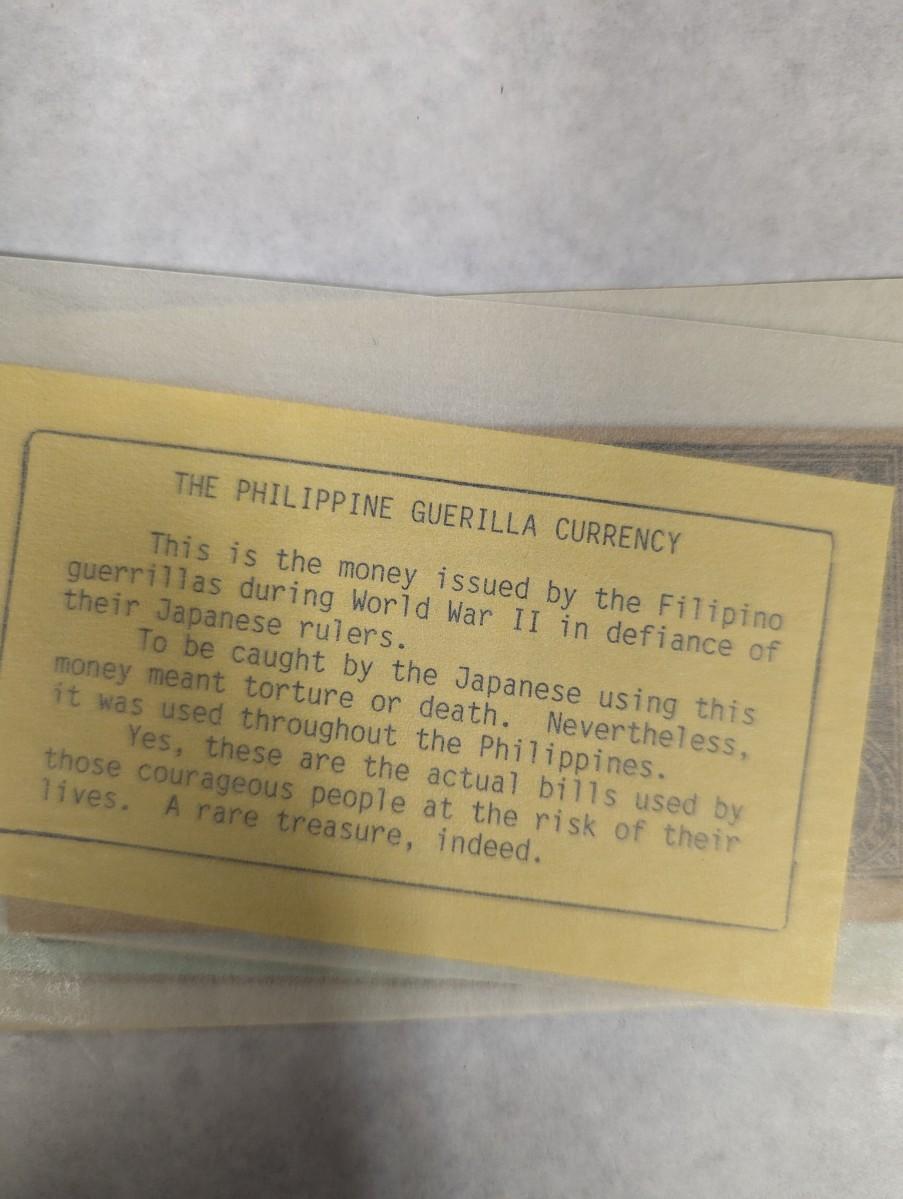 THE PHILIPPINE GUERILLA CURRENCY
This is the money issued by the Filipino
guerrillas during World War II in defiance of
their Japanese rulers.
To be caught by the Japanese using this
money meant torture or death. Nevertheless,
it was used throughout the Philippines.
Yes, these are the actual bills used by
those courageous people at the risk of their
lives. A rare treasure, indeed.